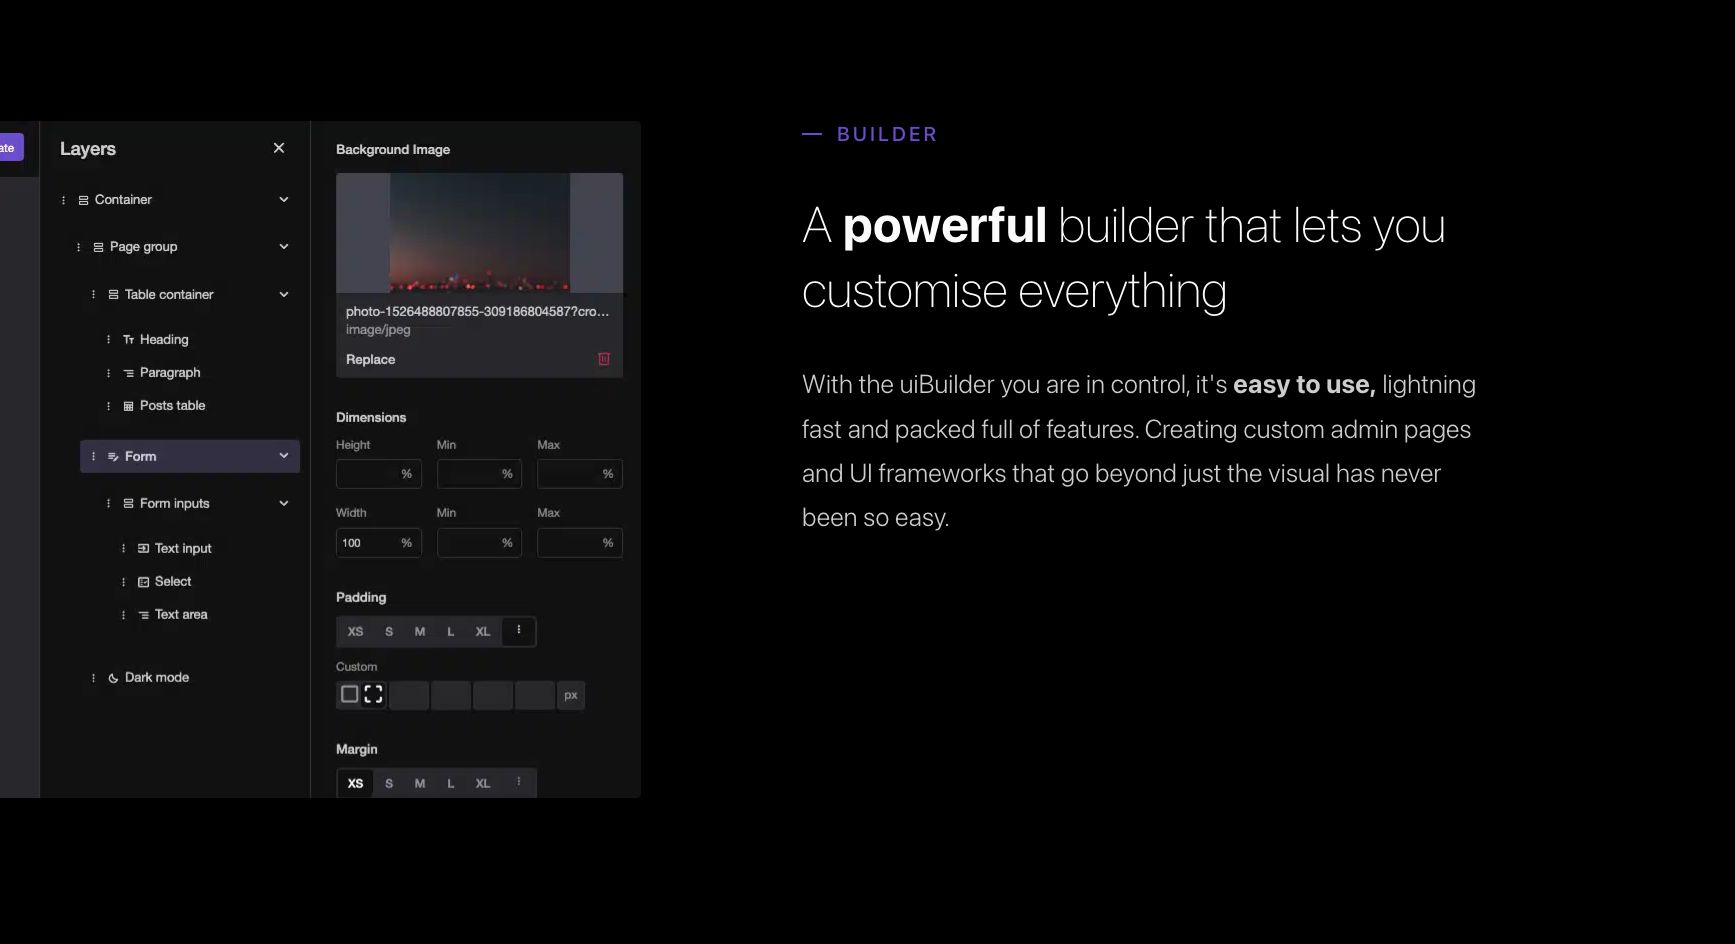 ate
Layers
Container
Page group
Table container
Heading
Paragraph
Posts table
Form
Form inputs
Text input
Select
Text area
Dark mode
Background Image
photo-1526488807855-309186804587?cro...
image/jpeg
Replace
Dimensions
Height Min Max
% % %
Width Min Max
100 % % %
Padding
XS S M L XL
Custom
px
Margin
XS S M L XL
— BUILDER
A powerful builder that lets you
customise everything
With the uiBuilder you are in control, it's easy to use, lightning
fast and packed full of features. Creating custom admin pages
and UI frameworks that go beyond just the visual has never
been so easy.